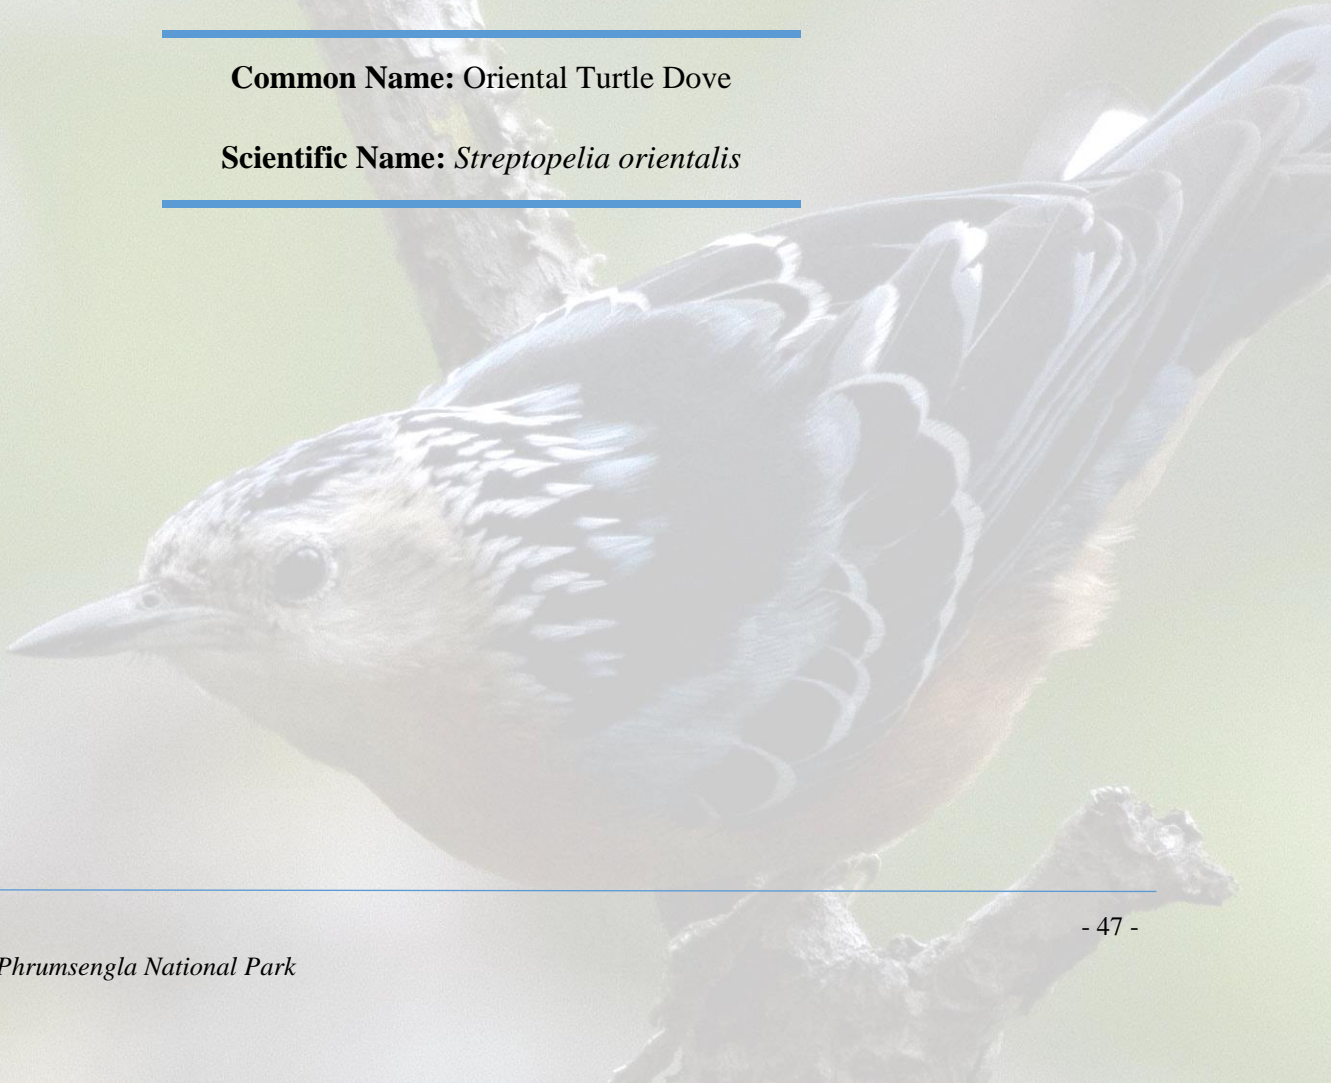 Common Name: Oriental Turtle Dove
Scientific Name: Streptopelia orientalis
- 47 -
Phrumsengla National Park